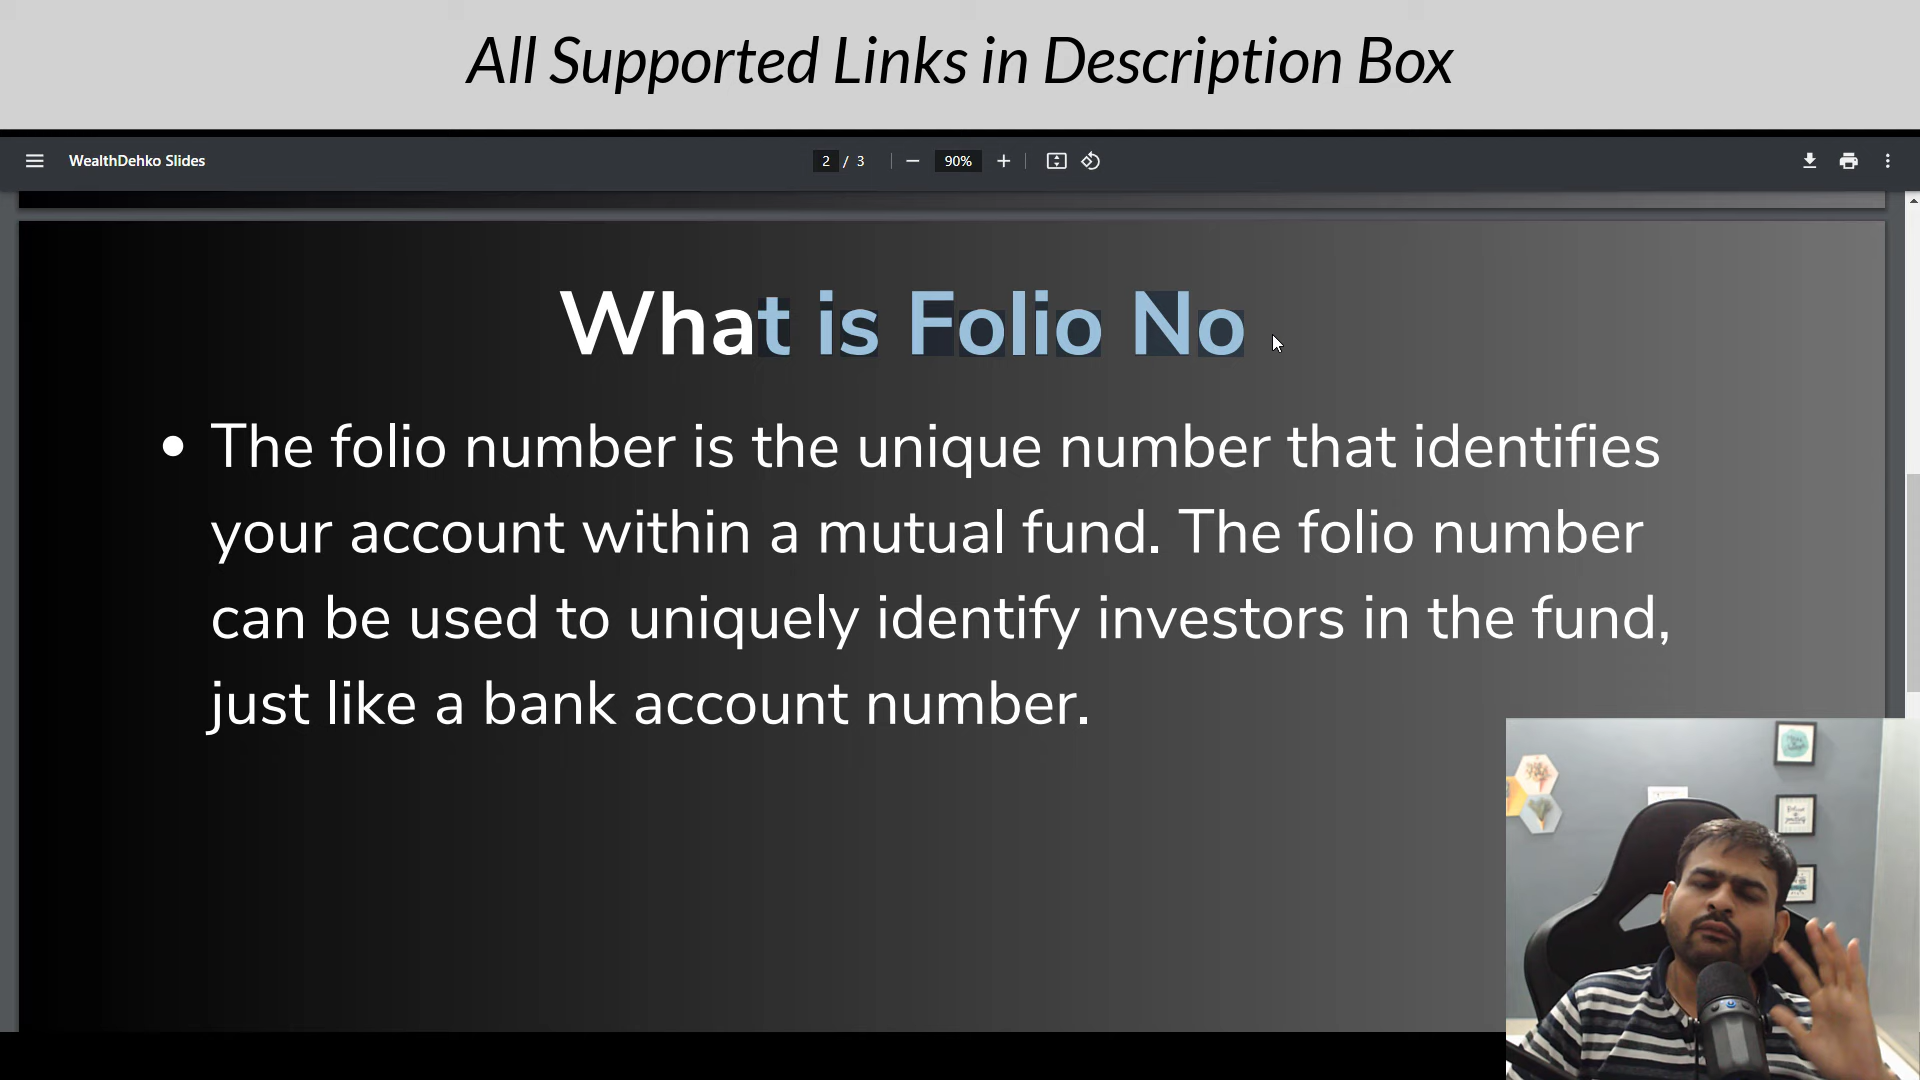 All Supported Links in Description Box
WealthDehko Slides
2 / 3
90%
What is Folio No
• The folio number is the unique number that identifies
your account within a mutual fund. The folio number
can be used to uniquely identify investors in the fund,
just like a bank account number.